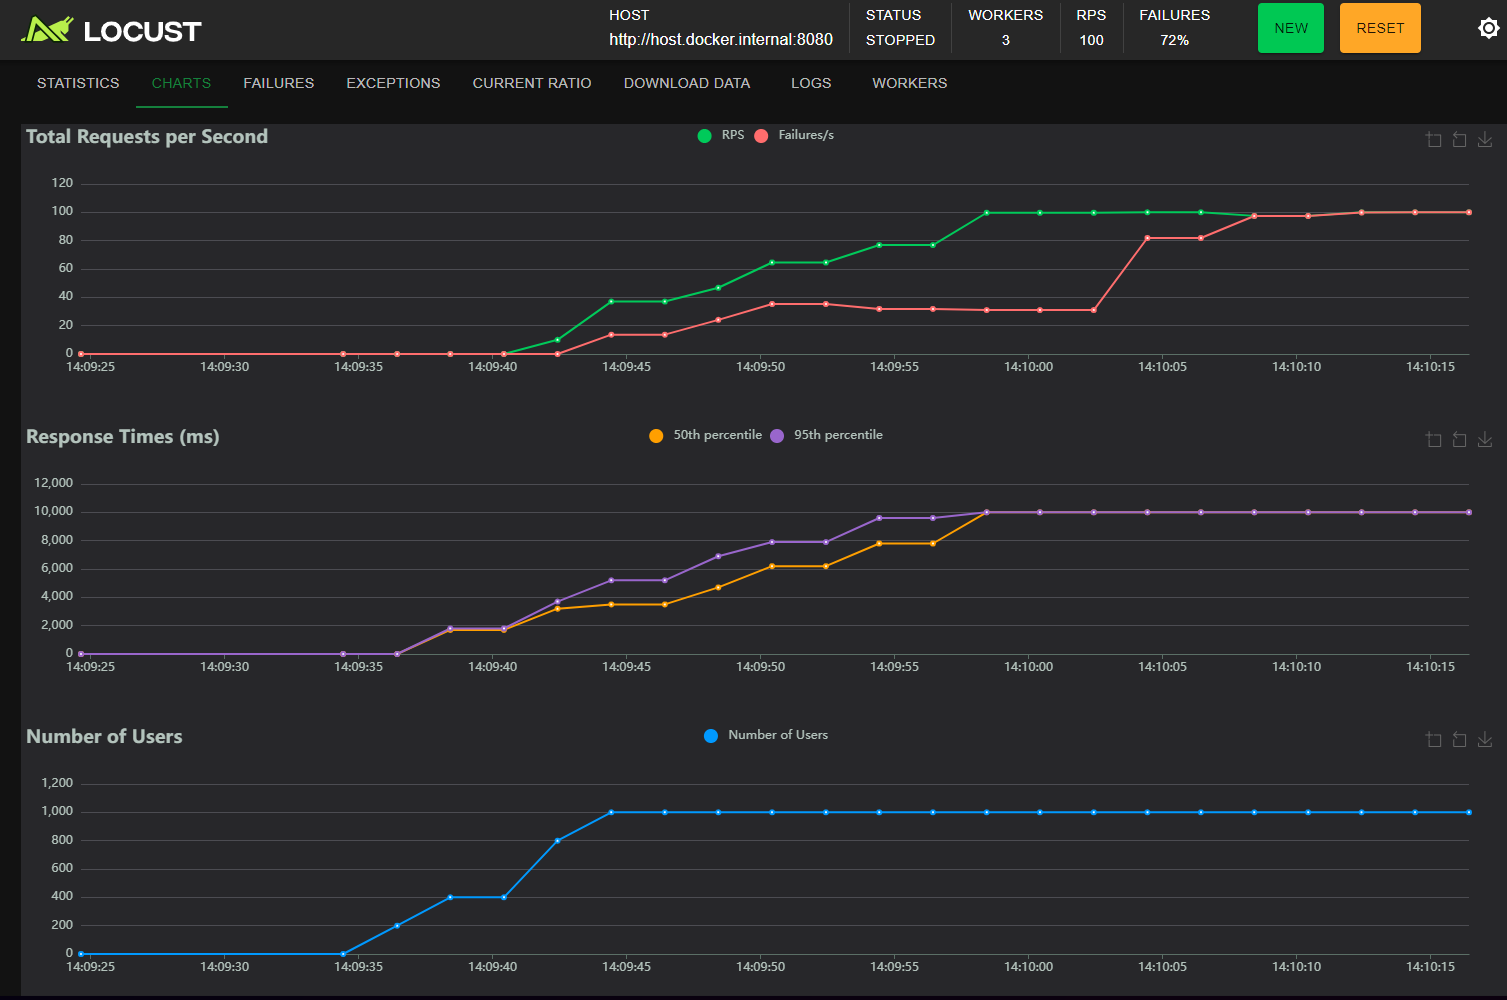 LOCUST
HOST
http://host.docker.internal:8080
STATUS
STOPPED
WORKERS
3
RPS
100
FAILURES
72%
NEW
RESET
STATISTICS CHARTS FAILURES EXCEPTIONS CURRENT RATIO DOWNLOAD DATA LOGS WORKERS
Total Requests per Second
RPS Failures/s
120
100
80
60
40
20
0
14:09:25 14:09:30 14:09:35 14:09:40 14:09:45 14:09:50 14:09:55 14:10:00 14:10:05 14:10:10 14:10:15
Response Times (ms)
50th percentile 95th percentile
12,000
10,000
8,000
6,000
4,000
2,000
0
14:09:25 14:09:30 14:09:35 14:09:40 14:09:45 14:09:50 14:09:55 14:10:00 14:10:05 14:10:10 14:10:15
Number of Users
Number of Users
1,200
1,000
800
600
400
200
0
14:09:25 14:09:30 14:09:35 14:09:40 14:09:45 14:09:50 14:09:55 14:10:00 14:10:05 14:10:10 14:10:15